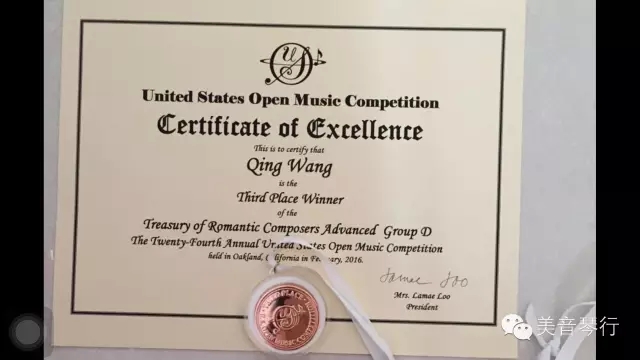 United States Open Music Competition
Certificate of Excellence
This is to certify that
Qing Wang
is the
Third Place Winner
of the
Treasury of Romantic Composers Advanced Group D
The Twenty-Fourth Annual United States Open Music Competition
held in Oakland, California in February, 2016.
Lamae Loo
Mrs. Lamae Loo
President
美音琴行